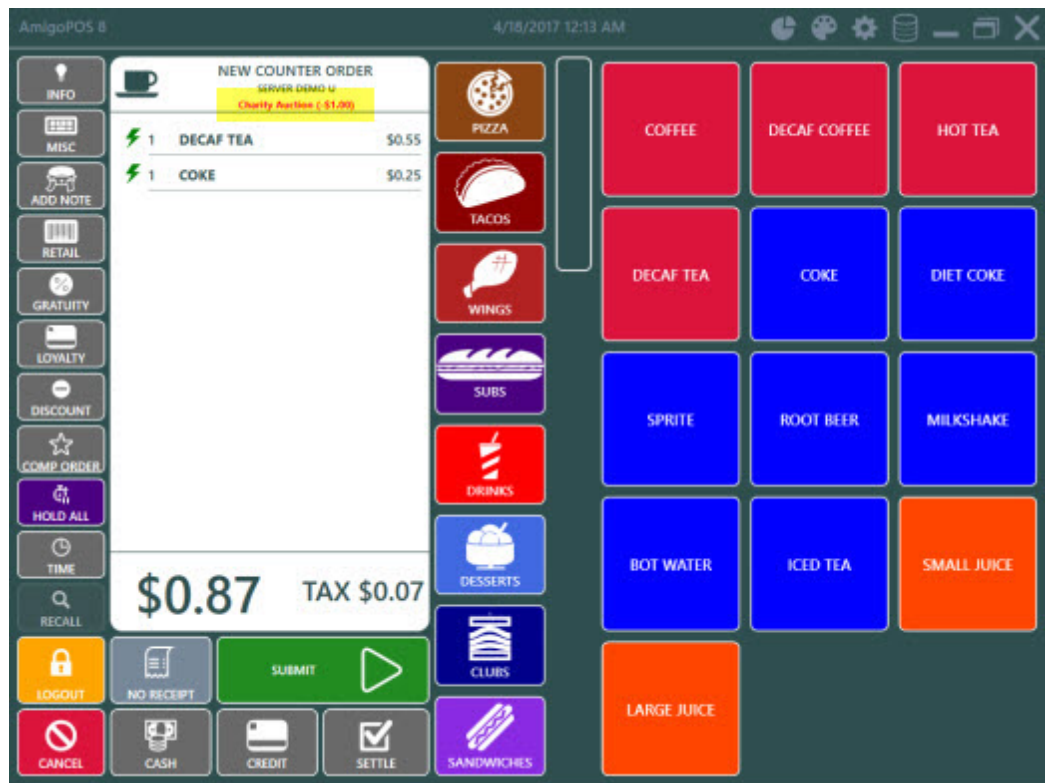 AmigoPOS 8
4/18/2017 12:13 AM
INFO
MISC
ADD NOTE
RETAIL
GRATUITY
LOYALTY
DISCOUNT
COMP ORDER
HOLD ALL
TIME
RECALL
LOGOUT
CANCEL
NEW COUNTER ORDER
SERVER DEMO U
Charity Auction (-$1.00)
1 DECAF TEA $0.55
1 COKE $0.25
$0.87 TAX $0.07
NO RECEIPT
SUBMIT
CASH
CREDIT
SETTLE
PIZZA
TACOS
WINGS
SUBS
DRINKS
DESSERTS
CLUBS
SANDWICHES
COFFEE
DECAF COFFEE
HOT TEA
DECAF TEA
COKE
DIET COKE
SPRITE
ROOT BEER
MILKSHAKE
BOT WATER
ICED TEA
SMALL JUICE
LARGE JUICE